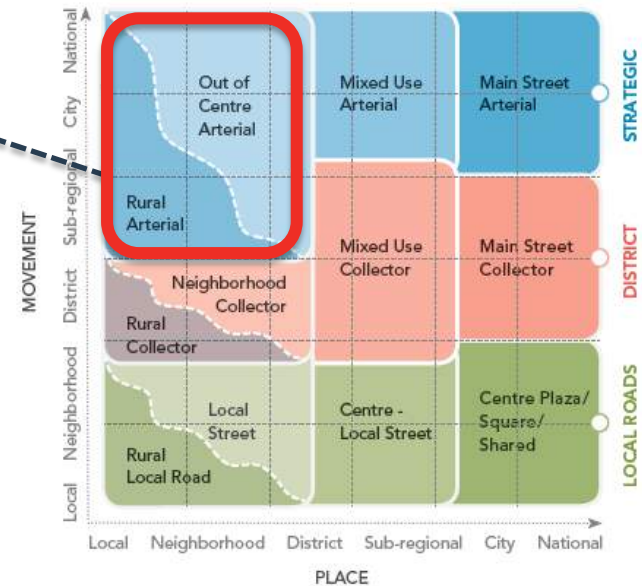 MOVEMENT
National
City
Sub-regional
District
Neighborhood
Local
Out of
Centre
Arterial
Mixed Use
Arterial
Main Street
Arterial
STRATEGIC
Rural
Arterial
Neighborhood
Collector
Mixed Use
Collector
Main Street
Collector
DISTRICT
Rural
Collector
Local
Street
Centre -
Local Street
Centre Plaza/
Square/
Shared
LOCAL ROADS
Rural
Local Road
Local
Neighborhood
District
Sub-regional
City
National
PLACE